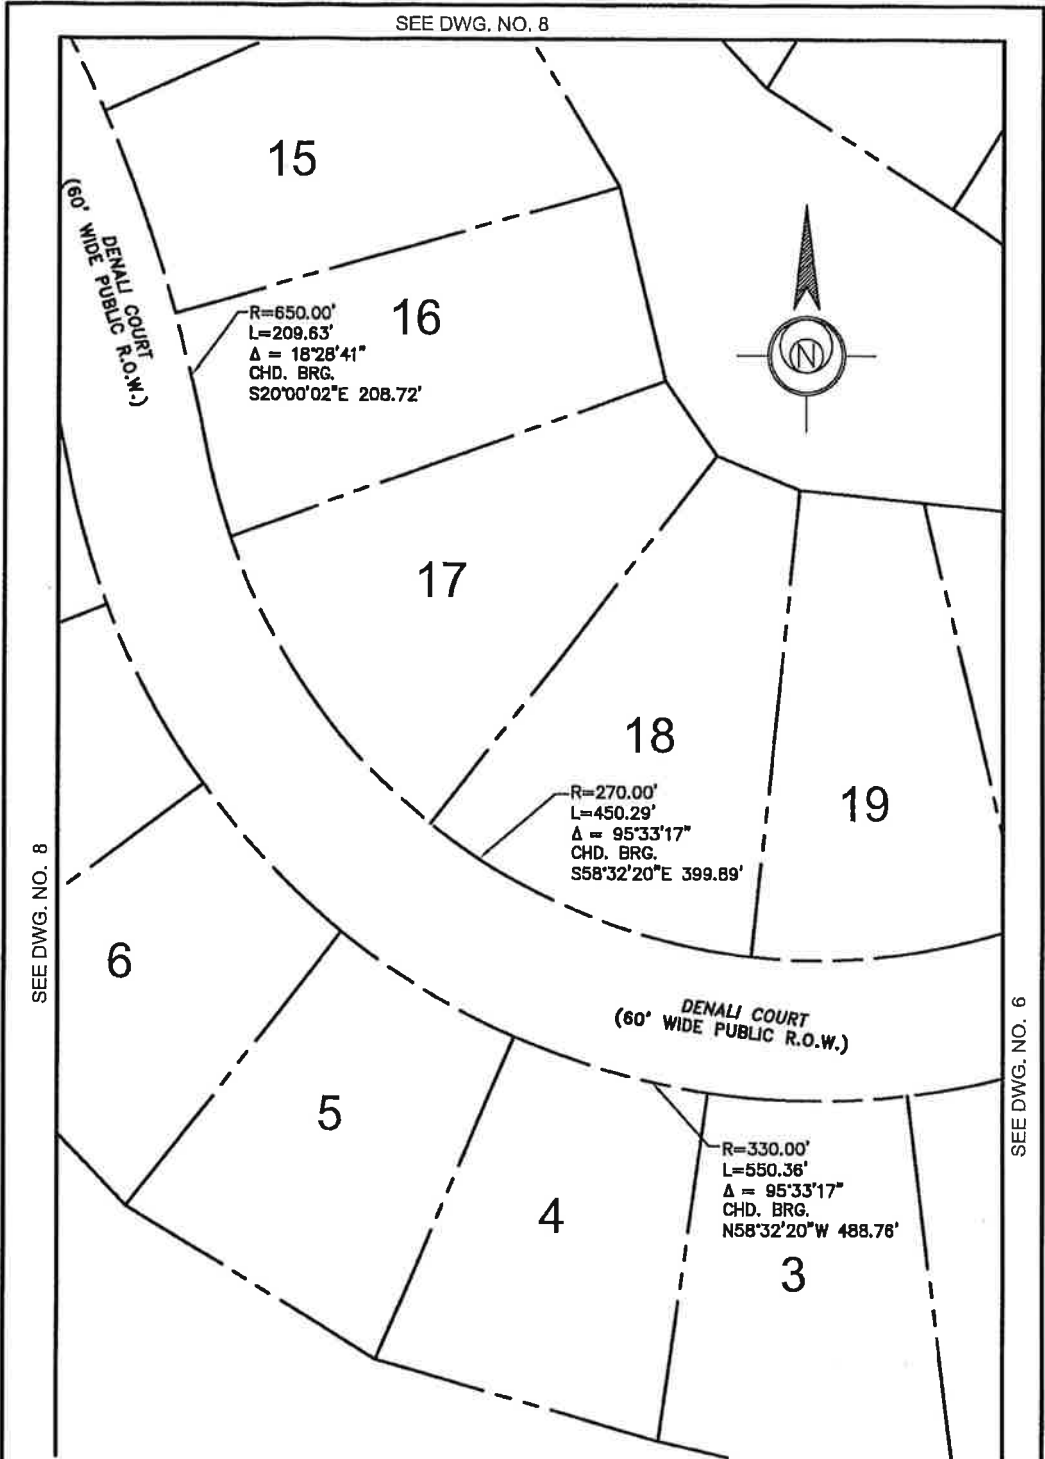 SEE DWG. NO. 8
15
DENALI COURT
(60' WIDE PUBLIC R.O.W.)
16
R=650.00'
L=209.63'
Δ = 18°28'41"
CHD. BRG.
S20°00'02"E 208.72'
N
17
18
R=270.00'
L=450.29'
Δ = 95°33'17"
CHD. BRG.
S58°32'20"E 399.89'
19
SEE DWG. NO. 8
6
DENALI COURT
(60' WIDE PUBLIC R.O.W.)
SEE DWG. NO. 6
5
R=330.00'
L=550.36'
Δ = 95°33'17"
CHD. BRG.
N58°32'20"W 488.76'
4
3